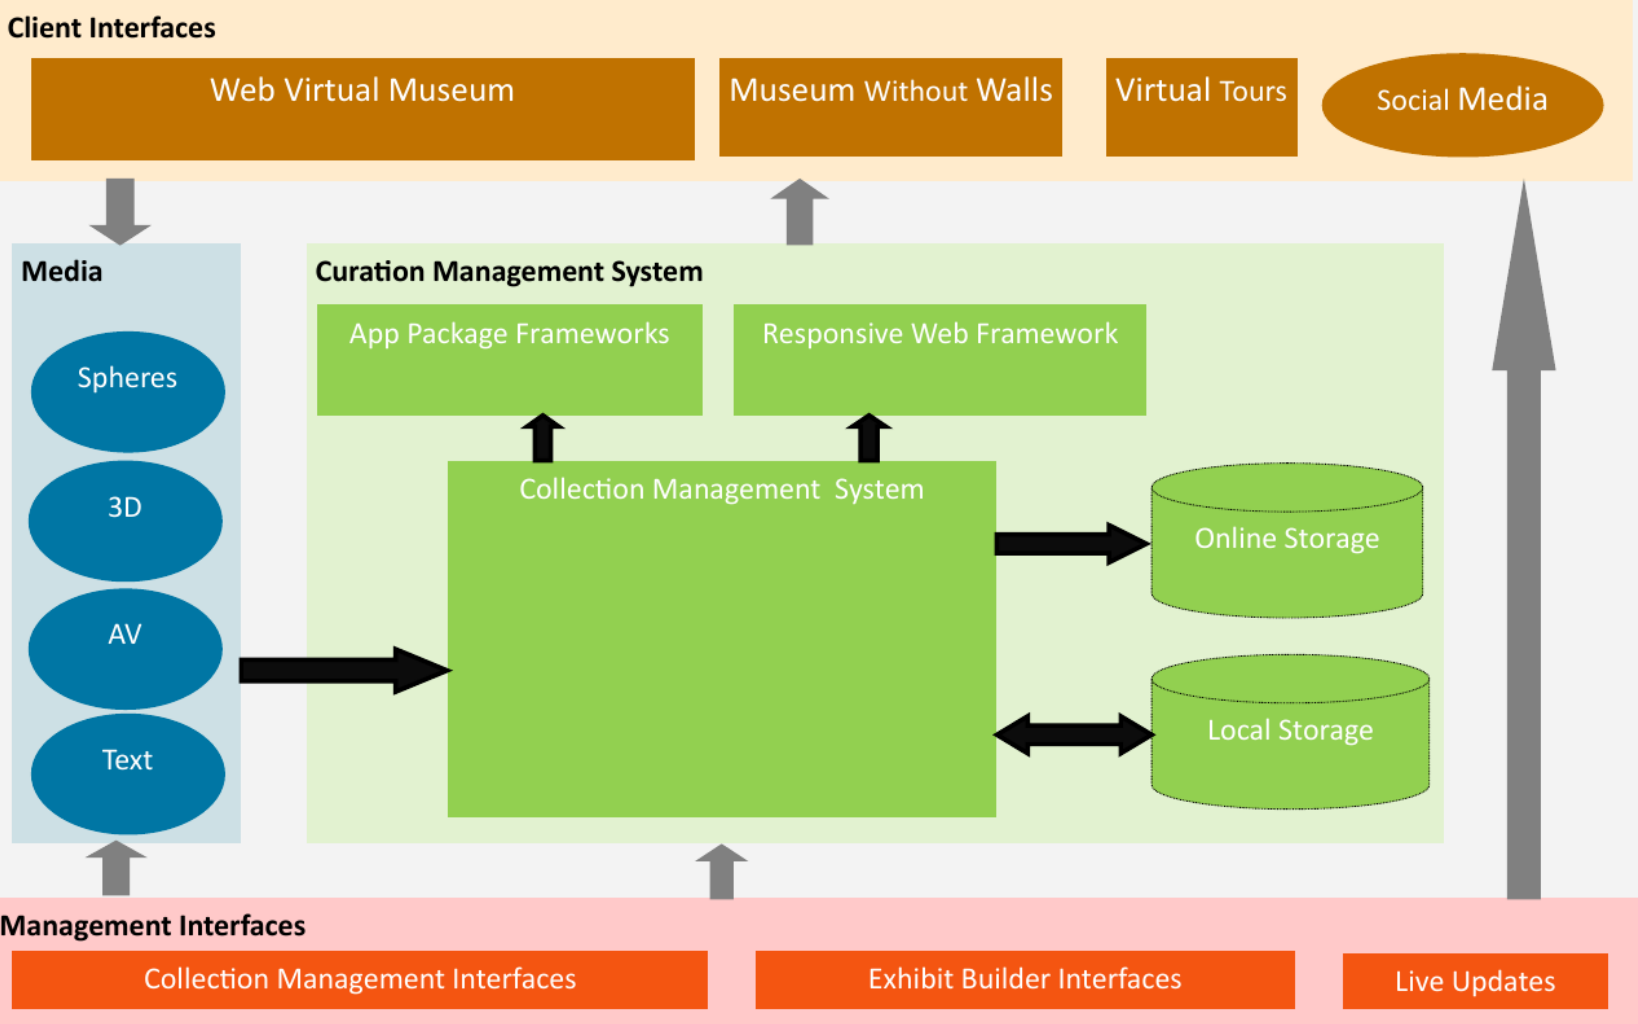 Client Interfaces
Web Virtual Museum
Museum Without Walls
Virtual Tours
Social Media
Media
Spheres
3D
AV
Text
Curation Management System
App Package Frameworks
Responsive Web Framework
Collection Management System
Online Storage
Local Storage
Management Interfaces
Collection Management Interfaces
Exhibit Builder Interfaces
Live Updates